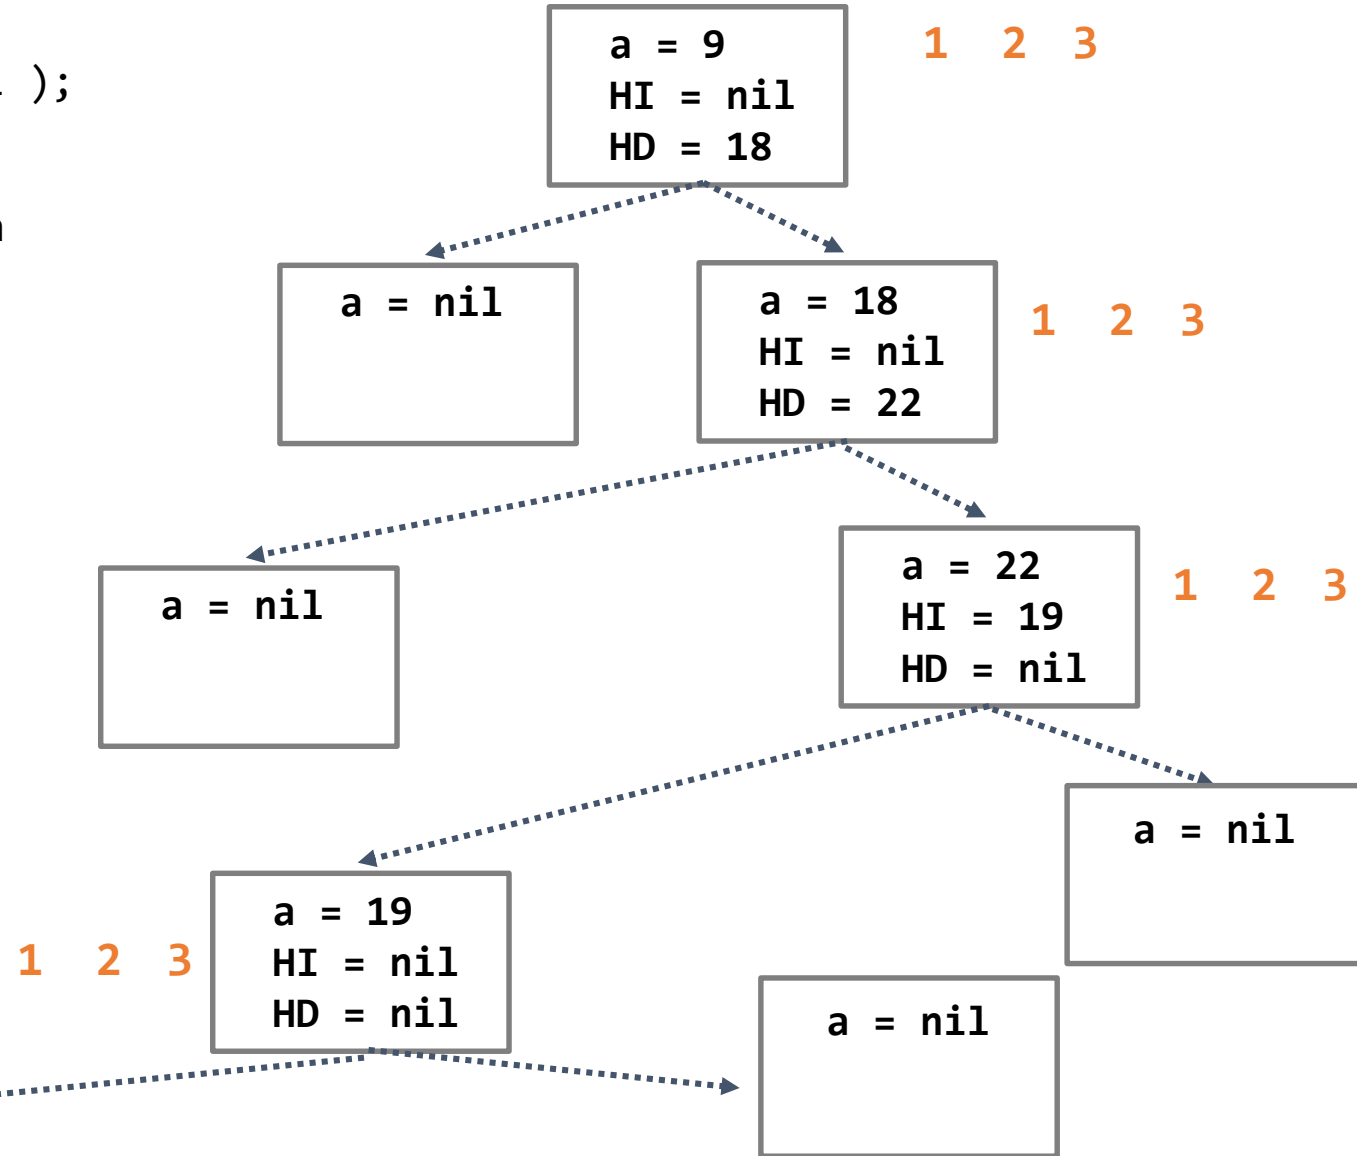 a = 9
HI = nil
HD = 18
1 2 3
);
a = nil
a = 18
HI = nil
HD = 22
1 2 3
a = nil
a = 22
HI = 19
HD = nil
1 2 3
a = nil
1 2 3
a = 19
HI = nil
HD = nil
a = nil